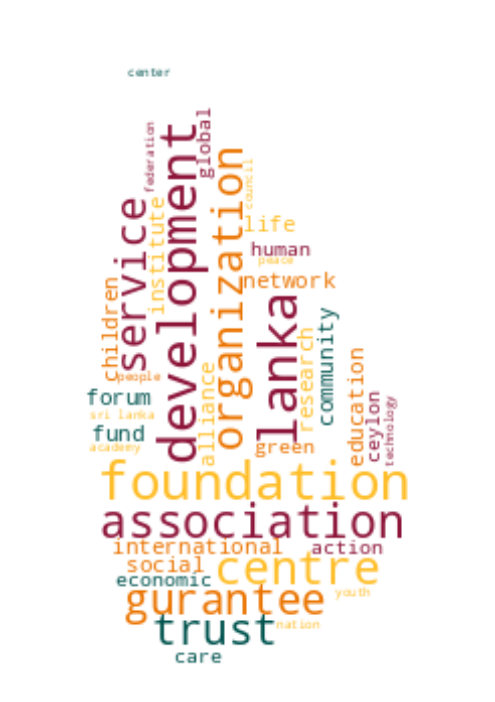 center
federation
service
development
global
organization
council
institute
life
human
peace
network
children
lanka
people
research
community
forum
alliance
education
ceylon
technology
sri lanka
fund
academy
green
foundation
association
international
action
social
centre
economic
gurantee
youth
trust
nation
care